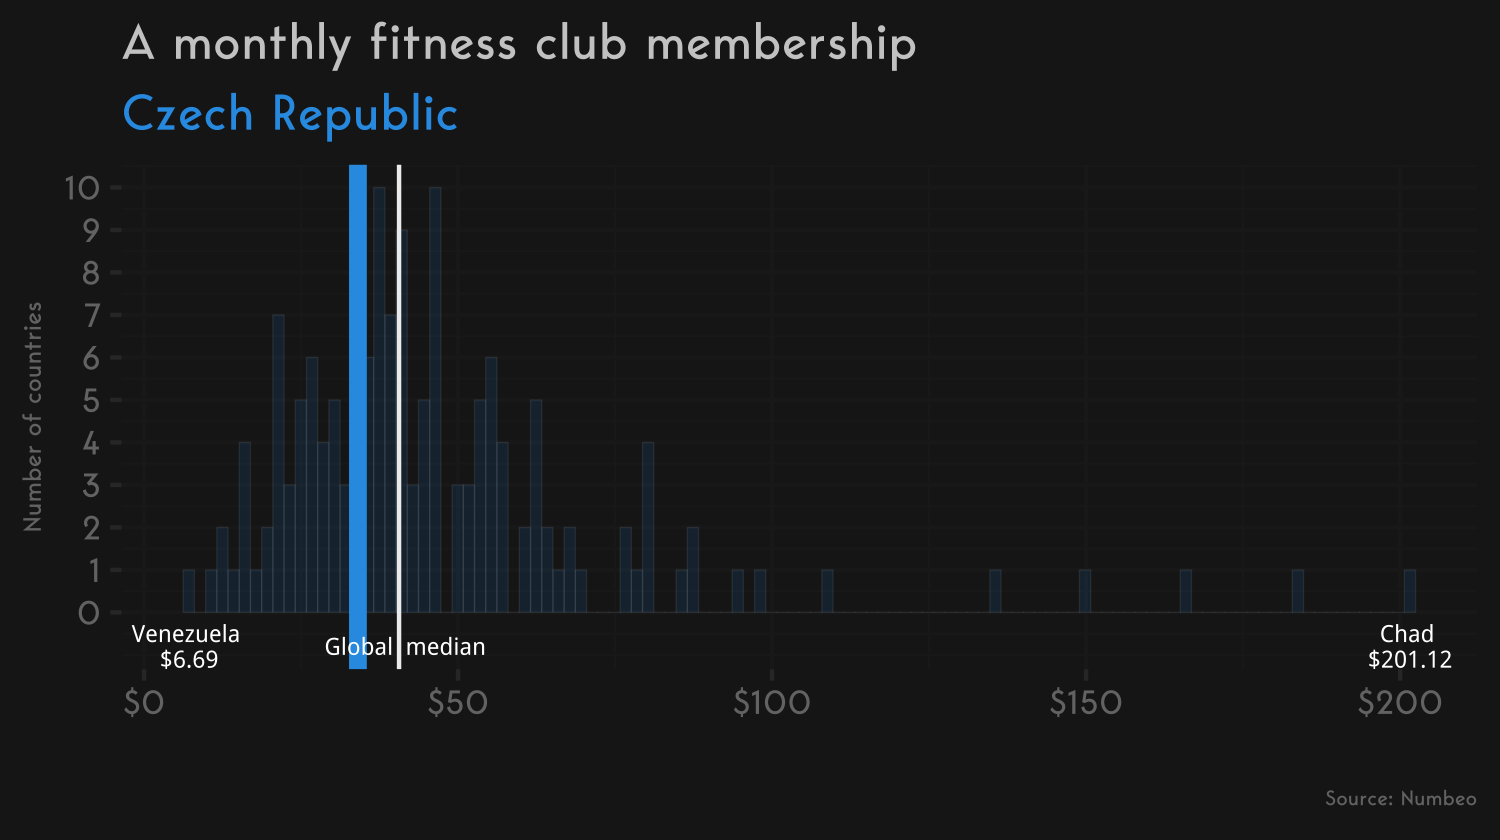 A monthly fitness club membership
Czech Republic
Number of countries
10
9
8
7
6
5
4
3
2
1
0
Venezuela
$6.69
Global median
Chad
$201.12
$0 $50 $100 $150 $200
Source: Numbeo